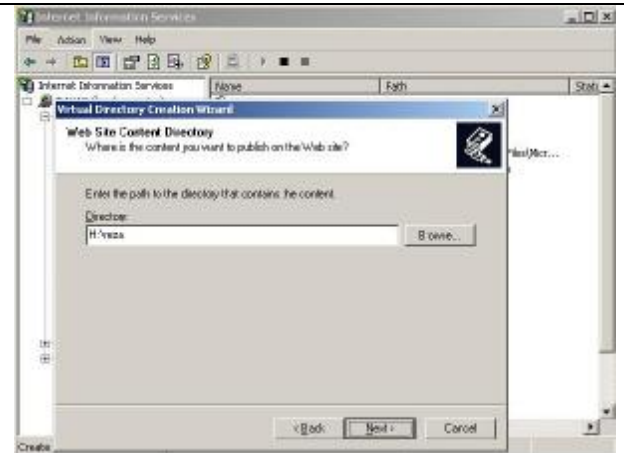 Internet Information Services
File Action View Help
Internet Information Services
Name Path Stat
Virtual Directory Creation Wizard
Web Site Content Directory
Where is the content you want to publish on the Web site?
Enter the path to the directory that contains the content.
Directory:
H:\reza
Browse...
< Back Next > Cancel
Create